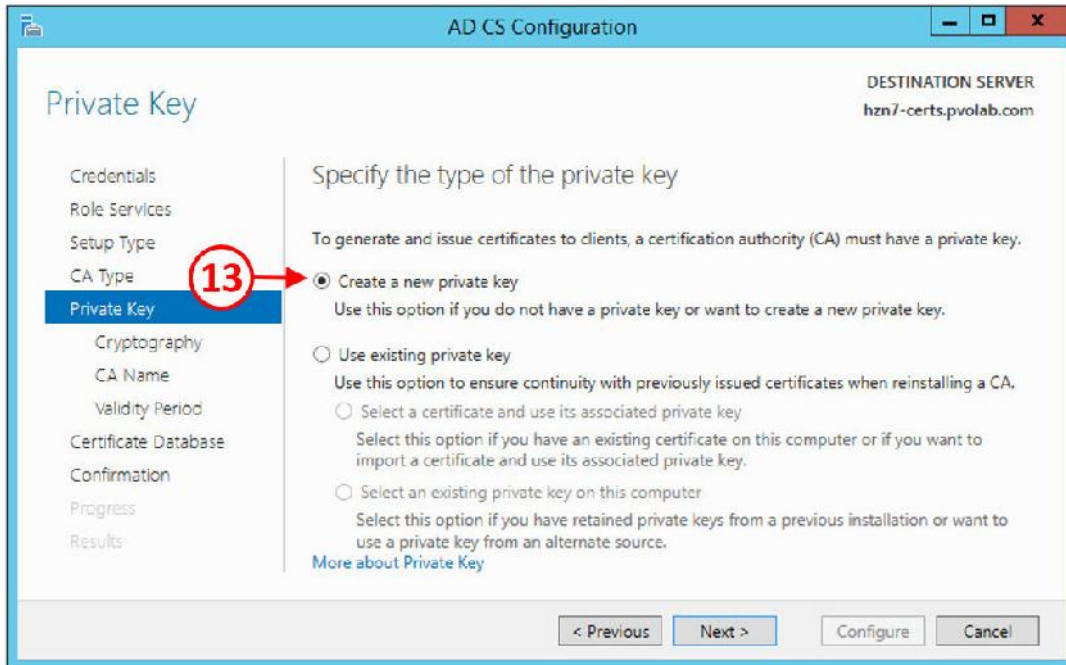 AD CS Configuration
DESTINATION SERVER
hzn7-certs.pvolab.com
Private Key
Credentials
Role Services
Setup Type
CA Type
Private Key
Cryptography
CA Name
Validity Period
Certificate Database
Confirmation
Progress
Results
13
Specify the type of the private key
To generate and issue certificates to clients, a certification authority (CA) must have a private key.
Create a new private key
Use this option if you do not have a private key or want to create a new private key.
Use existing private key
Use this option to ensure continuity with previously issued certificates when reinstalling a CA.
Select a certificate and use its associated private key
Select this option if you have an existing certificate on this computer or if you want to
import a certificate and use its associated private key.
Select an existing private key on this computer
Select this option if you have retained private keys from a previous installation or want to
use a private key from an alternate source.
More about Private Key
< Previous
Next >
Configure
Cancel